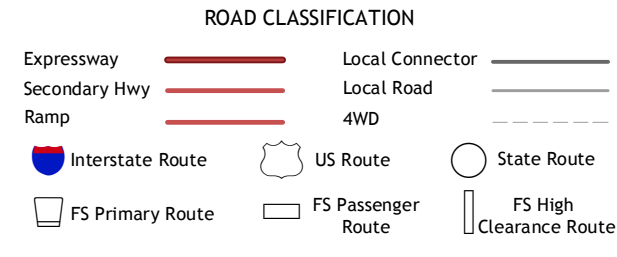 ROAD CLASSIFICATION
Expressway
Secondary Hwy
Ramp
Local Connector
Local Road
4WD
Interstate Route
US Route
State Route
FS Primary Route
FS Passenger
Route
FS High
Clearance Route